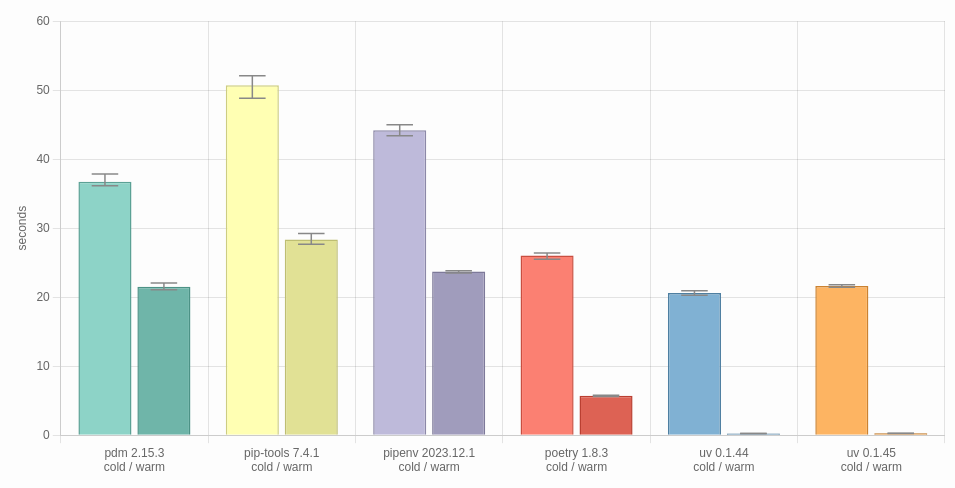 60
50
40
30
20
10
0
seconds
pdm 2.15.3
cold / warm
pip-tools 7.4.1
cold / warm
pipenv 2023.12.1
cold / warm
poetry 1.8.3
cold / warm
uv 0.1.44
cold / warm
uv 0.1.45
cold / warm